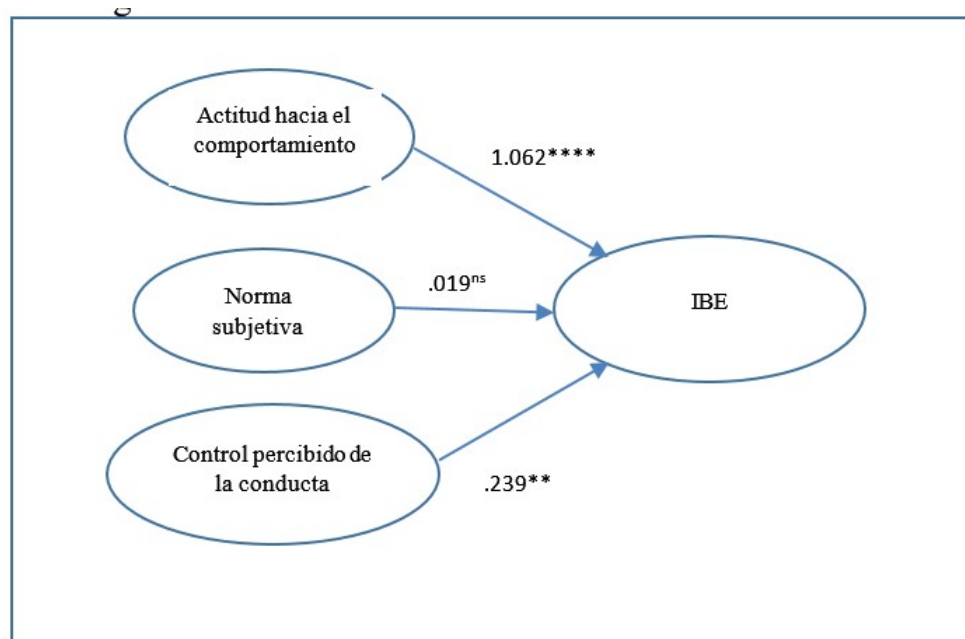 Actitud hacia el
comportamiento
1.062****
.019ns
Norma
subjetiva
IBE
Control percibido de
la conducta
.239**